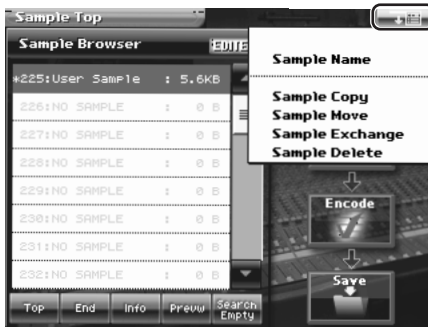 Sample Top
Sample Browser
*225:User Sample : 5.6KB
226:NO SAMPLE : 0 B
227:NO SAMPLE : 0 B
228:NO SAMPLE : 0 B
229:NO SAMPLE : 0 B
230:NO SAMPLE : 0 B
231:NO SAMPLE : 0 B
232:NO SAMPLE : 0 B
Top End Info Prevw Search Empty
Sample Name
Sample Copy
Sample Move
Sample Exchange
Sample Delete
Encode
Save